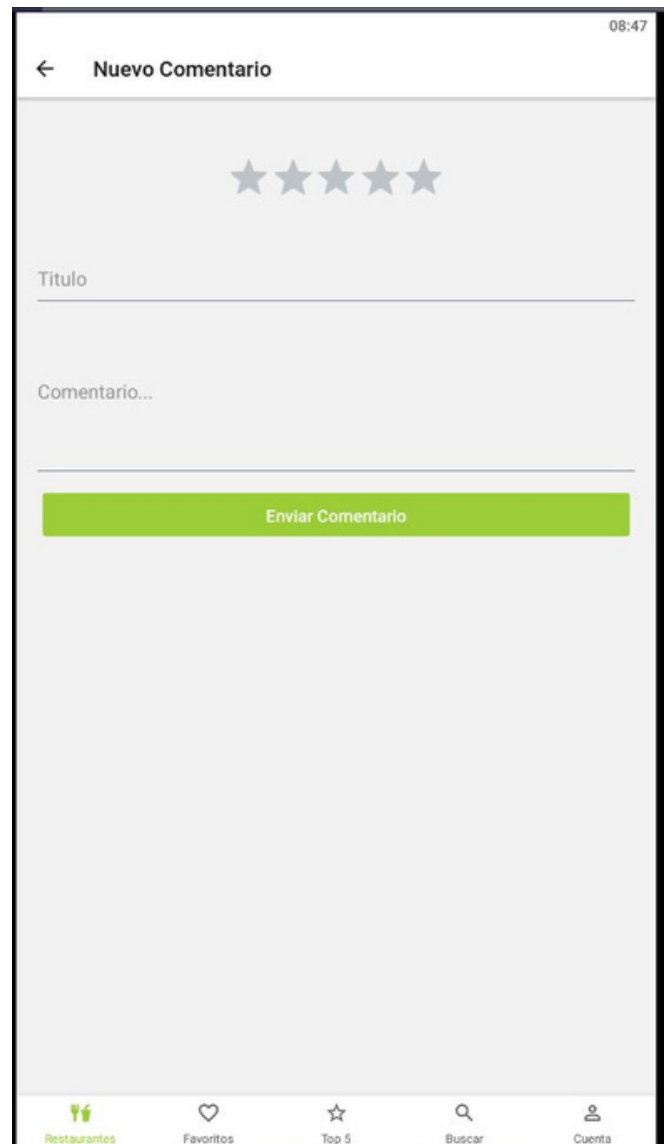 08:47
Nuevo Comentario
Titulo
Comentario...
Enviar Comentario
Restaurantes Favoritos Top 5 Buscar Cuenta